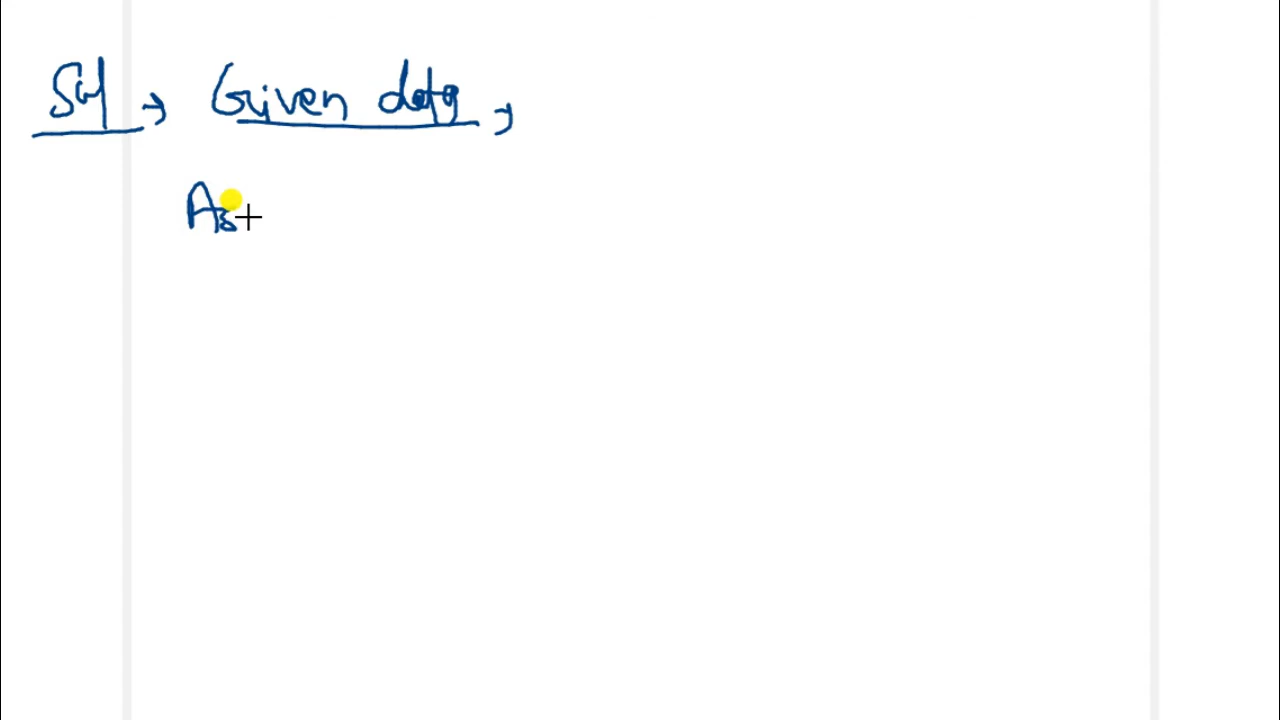 Sol → Given data,
As